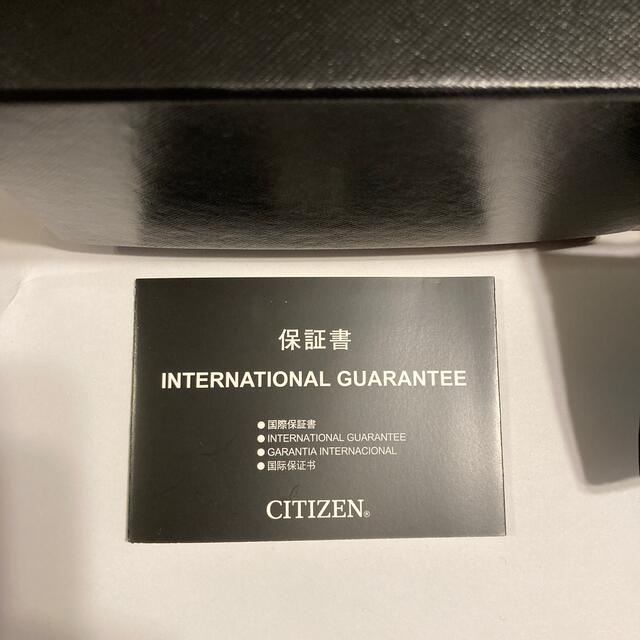 保証書
INTERNATIONAL GUARANTEE
● 国際保証書
● INTERNATIONAL GUARANTEE
● GARANTIA INTERNACIONAL
● 国际保证书
CITIZEN®